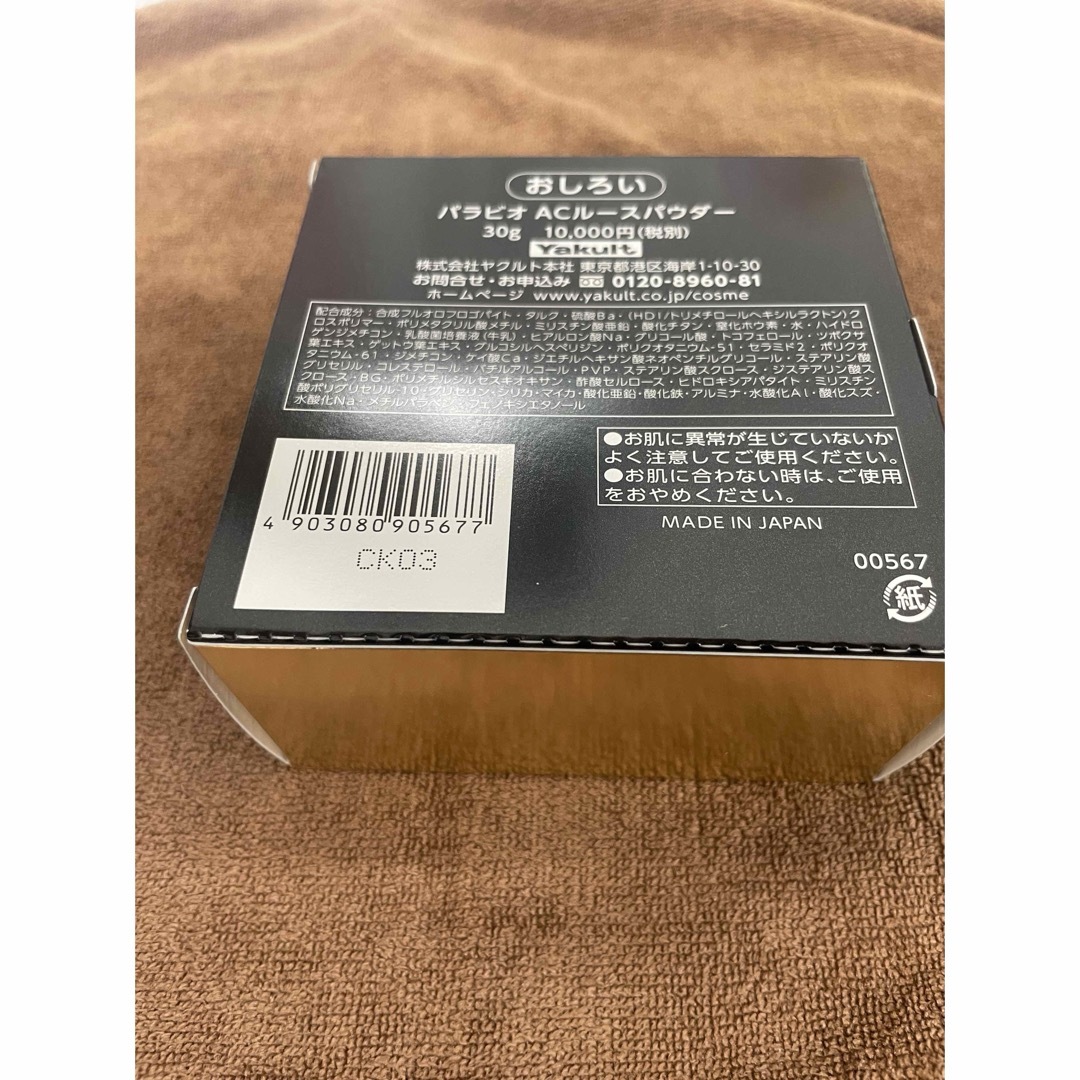 おしろい
パラビオ ACルースパウダー
30g 10,000円(税別)
Yakult
株式会社ヤクルト本社 東京都港区海岸1-10-30
お問合せ・お申込み 0120-8960-81
ホームページ www.yakult.co.jp/cosme
配合成分:合成フルオロフロゴパイト・タルク・硫酸Ba・(HDI/トリメチロールヘキシルラクトン)ク
ロスポリマー・ポリメタクリル酸メチル・ミリスチン酸亜鉛・酸化チタン・窒化ホウ素・水・ハイドロ
ゲンジメチコン・乳酸菌培養液(牛乳)・ヒアルロン酸Na・グリコール酸・トコフェロール・ツボクサ
葉エキス・ゲットウ葉エキス・グルコシルヘスペリジン・ポリクオタニウム-51・セラミド2・ポリクオ
タニウム-61・ジメチコン・ケイ酸Ca・ジエチルヘキサン酸ネオペンチルグリコール・ステアリン酸
グリセリル・コレステロール・バチルアルコール・PVP・ステアリン酸スクロース・ジステアリン酸ス
クロース・BG・ポリメチルシルセスキオキサン・酢酸セルロース・ヒドロキシアパタイト・ミリスチン
酸ポリグリセリル-10・グリセリン・シリカ・マイカ・酸化亜鉛・酸化鉄・アルミナ・水酸化Al・酸化スズ・
水酸化Na・メチルパラベン・フェノキシエタノール
●お肌に異常が生じていないか
よく注意してご使用ください。
●お肌に合わない時は、ご使用
をおやめください。
MADE IN JAPAN
4 903080 905677
CK03
00567
紙